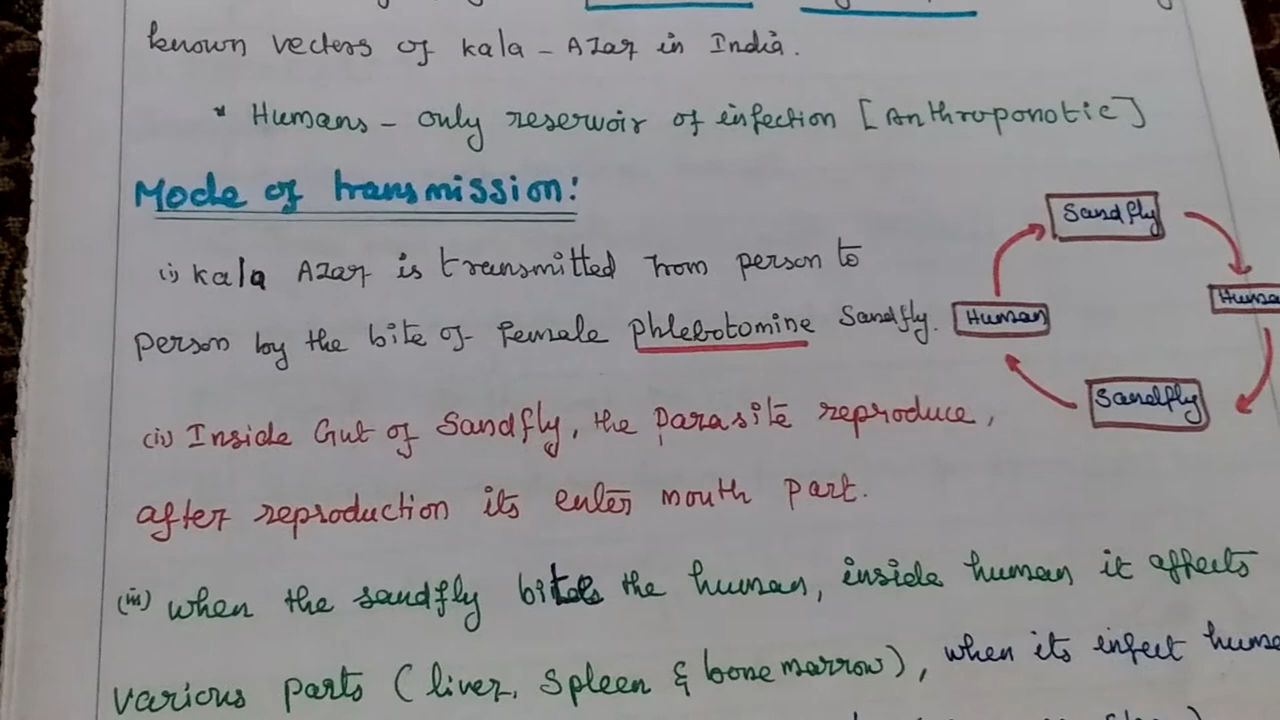 known vectors of kala - Azar in India.
* Humans - only reservoir of infection [Anthroponotic]
Mode of transmission:
(i) kala Azar is transmitted from person to
person by the bite of female Phlebotomine Sandfly.
Sandfly
Human
Human
Sandfly
(ii) Inside Gut of Sandfly, the parasite reproduce,
after reproduction its enter mouth part.
(iii) when the sandfly bites the human, inside human it affects
various parts (liver, spleen & bone marrow), when its infect